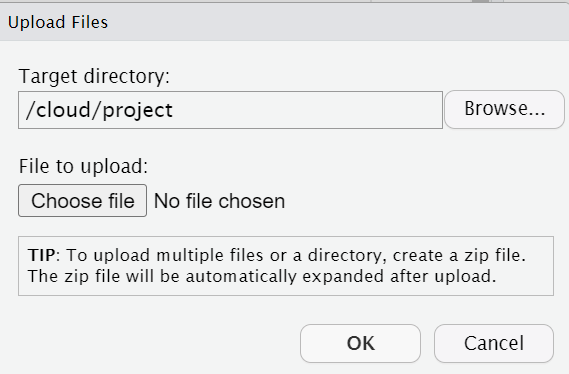 Upload Files
Target directory:
/cloud/project
Browse...
File to upload:
Choose file No file chosen
TIP: To upload multiple files or a directory, create a zip file.
The zip file will be automatically expanded after upload.
OK Cancel